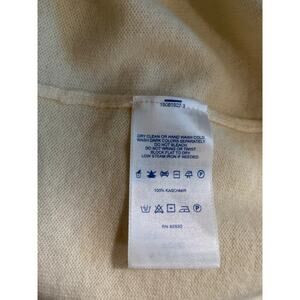 DRY CLEAN OR HAND WASH COLD
WASH DARK COLORS SEPARATELY
DO NOT BLEACH
DO NOT WRING OR TWIST
BLOCK FLAT TO DRY
LOW STEAM IRON IF NEEDED
100% KASCHMIR